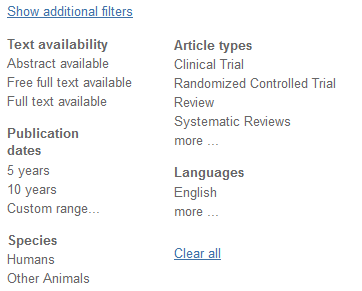 Show additional filters
Text availability
Abstract available
Free full text available
Full text available
Publication
dates
5 years
10 years
Custom range...
Species
Humans
Other Animals
Article types
Clinical Trial
Randomized Controlled Trial
Review
Systematic Reviews
more ...
Languages
English
more ...
Clear all